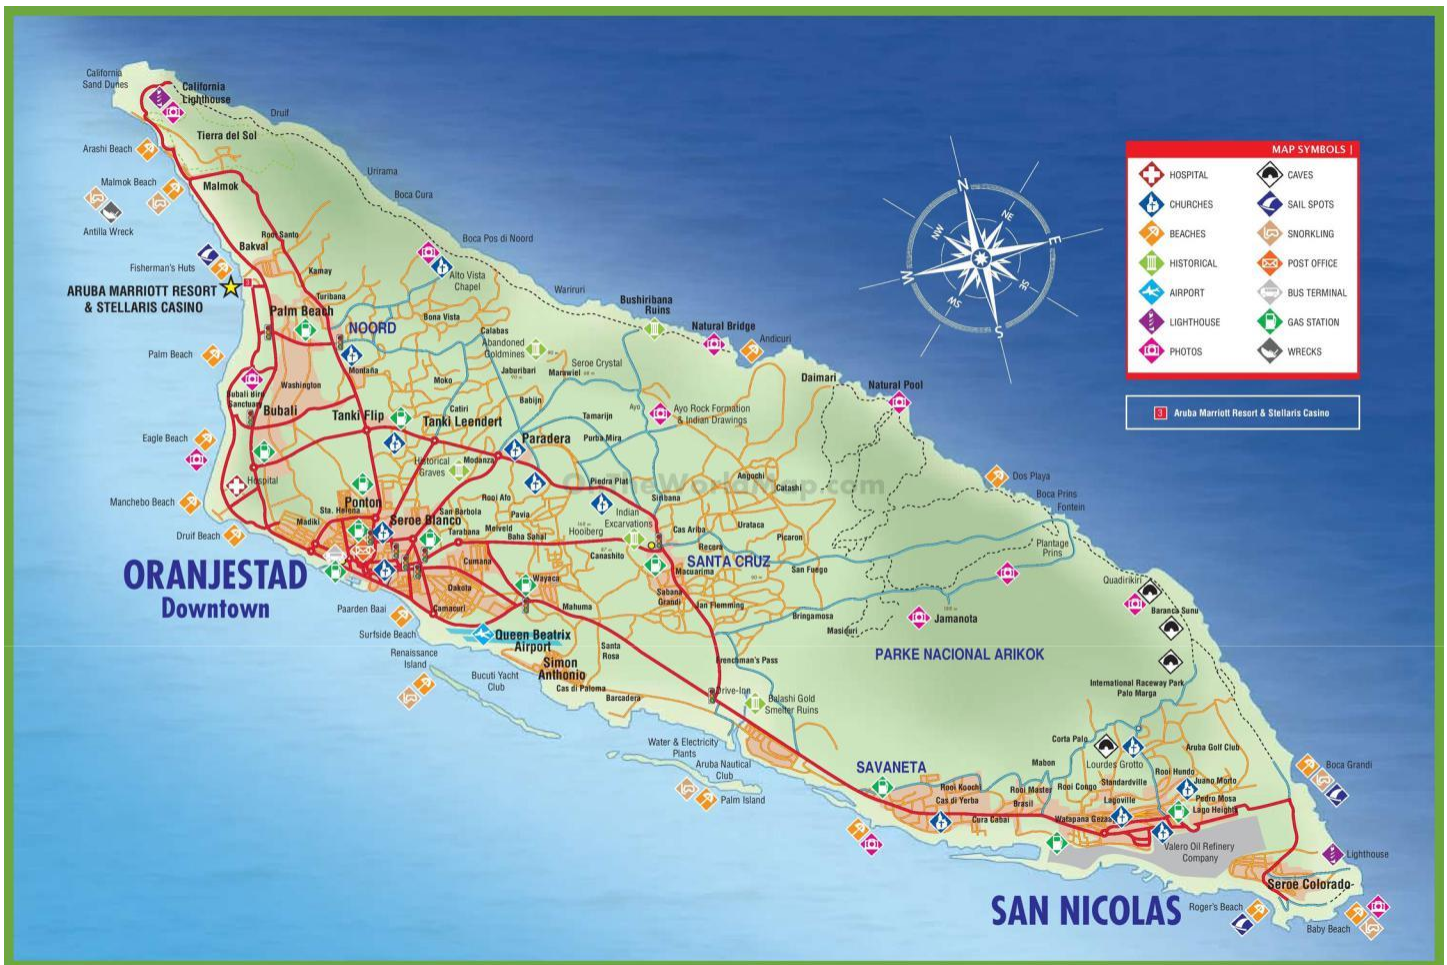 California
Sand Dunes
California
Lighthouse
Druif
Tierra del Sol
Arashi Beach
Urirama
Malmok Beach
Malmok
Boca Cura
Antilla Wreck
Rooi Santo
Bakval
Boca Pos di Noord
Fisherman's Huts
Kamay
Alto Vista
Chapel
ARUBA MARRIOTT RESORT
& STELLARIS CASINO
3
Turibana
Wariruri
Palm Beach
Bona Vista
Bushiribana
Ruins
NOORD
Calabas
Abandoned
Goldmines
Natural Bridge
Andicuri
Palm Beach
Montaña
Jaburibari
Seroe Crystal
Marawiel
Washington
Moko
Daimari
Natural Pool
Bubali Bird
Sanctuary
Babijn
Bubali
Tanki Flip
Catiri
Tanki Leendert
Tamarijn
Ayo
Ayo Rock Formation
& Indian Drawings
Eagle Beach
Paradera
Purba Mira
Historical
Graves
Modanza
OnTheWorldMap.com
Hospital
Piedra Plat
Angochi
Catashi
Dos Playa
Manchebo Beach
Ponton
Rooi Afo
Siribana
Boca Prins
Fontein
Sta. Helena
San Barbola
Pavia
Indian
Excavations
Madiki
Seroe Blanco
Tarabana
Meiveld
Hooiberg
Urataca
Druif Beach
Baha Sahal
Cas Ariba
Picaron
Plantage
Prins
Canashito
Recera
ORANJESTAD
Downtown
Cumana
SANTA CRUZ
Macuarima
San Fuego
Wayaca
Quadirikiri
Dakota
Sabana
Grandi
Jan Flemming
Paarden Baai
Camacuri
Mahuma
Bringamosa
Jamanota
Baranca Sunu
Surfside Beach
Queen Beatrix
Airport
Masiduri
Renaissance
Island
Santa
Rosa
Frenchman's Pass
PARKE NACIONAL ARIKOK
Simon
Anthonio
Bucuti Yacht
Club
Cas di Paloma
Barcadera
Drive-Inn
Balashi Gold
Smelter Ruins
International Raceway Park
Palo Marga
Water & Electricity
Plants
Corta Palo
Aruba Golf Club
Aruba Nautical
Club
SAVANETA
Mabon
Lourdes Grotto
Boca Grandi
Standardville
Rooi Hundo
Juano Morto
Palm Island
Rooi Koochi
Rooi Master
Rooi Congo
Cas di Yerba
Brasil
Lagoville
Pedro Mosa
Lago Heights
Cura Cabai
Watapana Gezag
Valero Oil Refinery
Company
Lighthouse
SAN NICOLAS
Seroe Colorado
Roger's Beach
Baby Beach
N
NE
E
SE
S
SW
W
NW
MAP SYMBOLS |
HOSPITAL
CAVES
CHURCHES
SAIL SPOTS
BEACHES
SNORKLING
HISTORICAL
POST OFFICE
AIRPORT
BUS TERMINAL
LIGHTHOUSE
GAS STATION
PHOTOS
WRECKS
3 Aruba Marriott Resort & Stellaris Casino